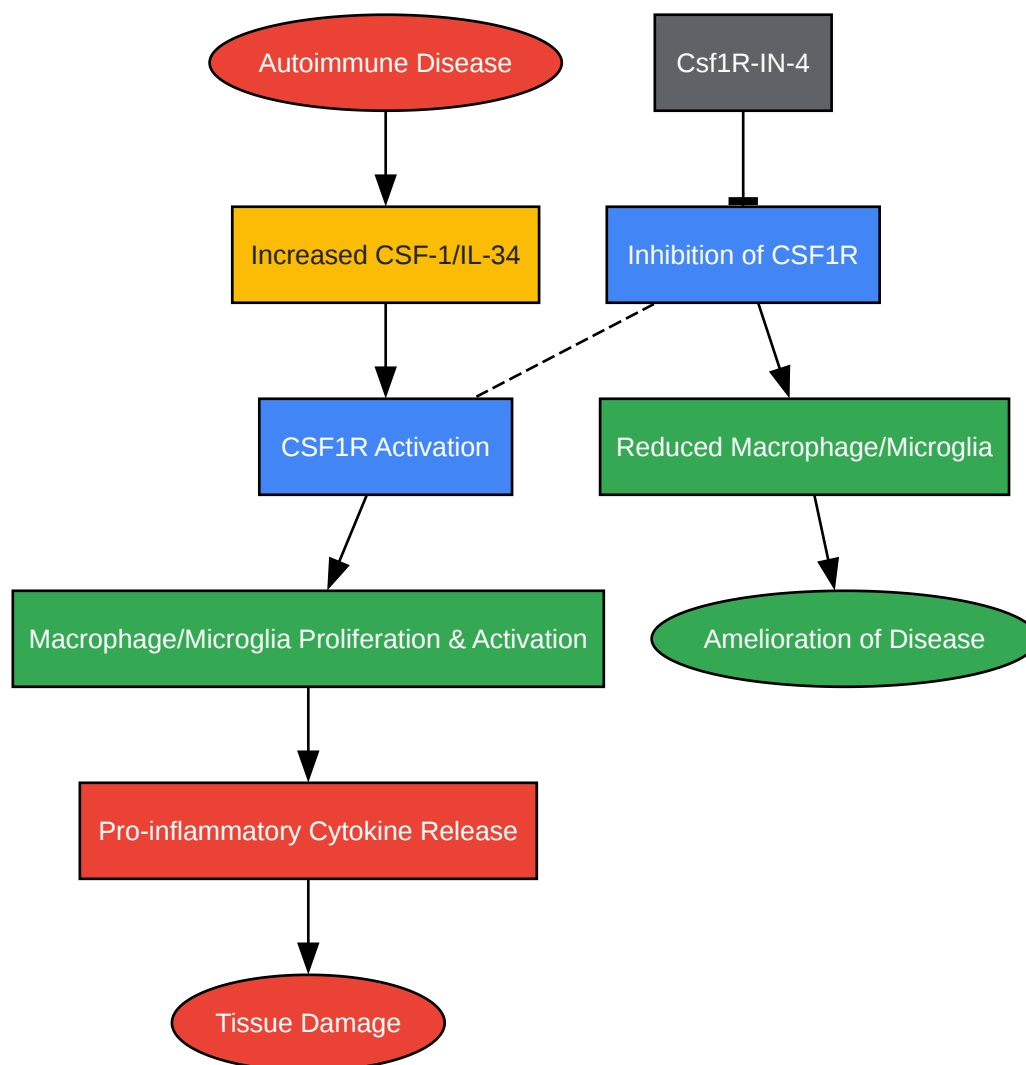 Autoimmune Disease
Csf1R-IN-4
Increased CSF-1/IL-34
Inhibition of CSF1R
CSF1R Activation
Reduced Macrophage/Microglia
Macrophage/Microglia Proliferation & Activation
Amelioration of Disease
Pro-inflammatory Cytokine Release
Tissue Damage